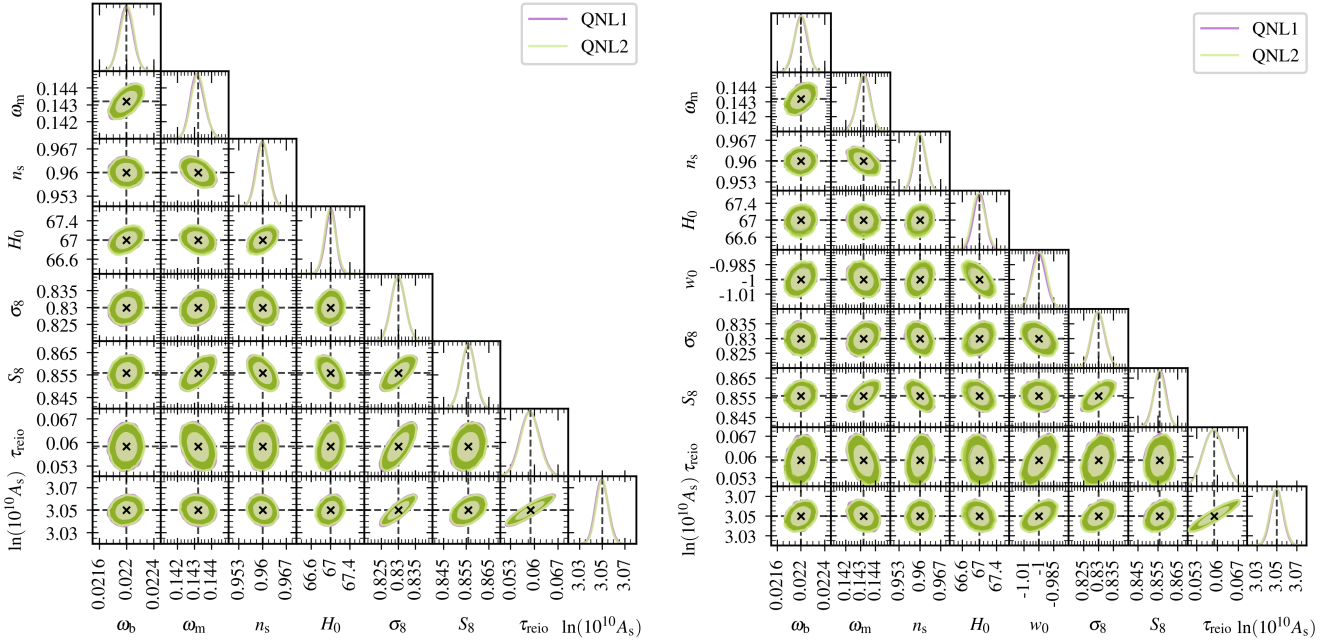 QNL1
QNL2
ω_m
0.144
0.143
0.142
n_s
0.967
0.96
0.953
H_0
67.4
67
66.6
σ_8
0.835
0.83
0.825
S_8
0.865
0.855
0.845
τ_reio
0.067
0.06
0.053
ln(10^10 A_s)
3.07
3.05
3.03
0.0216 0.022 0.0224 0.142 0.143 0.144 0.953 0.96 0.967 66.6 67 67.4 0.825 0.83 0.835 0.845 0.855 0.865 0.053 0.06 0.067 3.03 3.05 3.07
ω_b ω_m n_s H_0 σ_8 S_8 τ_reio ln(10^10 A_s)
QNL1
QNL2
ω_m
0.144
0.143
0.142
n_s
0.967
0.96
0.953
H_0
67.4
67
66.6
w_0
-0.985
-1
-1.01
σ_8
0.835
0.83
0.825
S_8
0.865
0.855
0.845
τ_reio
0.067
0.06
0.053
ln(10^10 A_s)
3.07
3.05
3.03
0.0216 0.022 0.0224 0.142 0.143 0.144 0.953 0.96 0.967 66.6 67 67.4 -1.01 -1 -0.985 0.825 0.83 0.835 0.845 0.855 0.865 0.053 0.06 0.067 3.03 3.05 3.07
ω_b ω_m n_s H_0 w_0 σ_8 S_8 τ_reio ln(10^10 A_s)